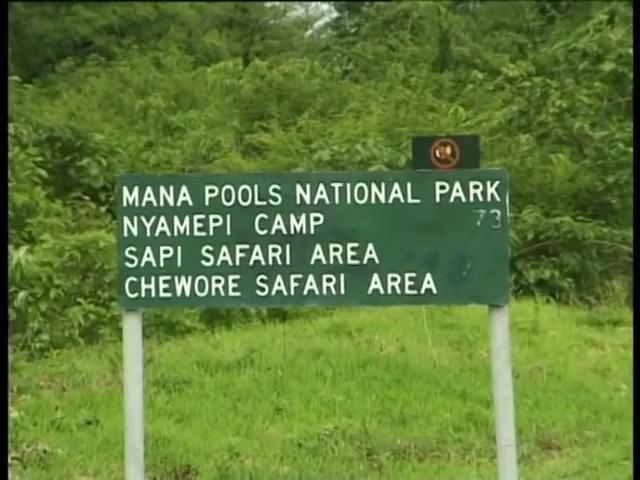 MANA POOLS NATIONAL PARK
NYAMEPI CAMP 73
SAPI SAFARI AREA
CHEWORE SAFARI AREA